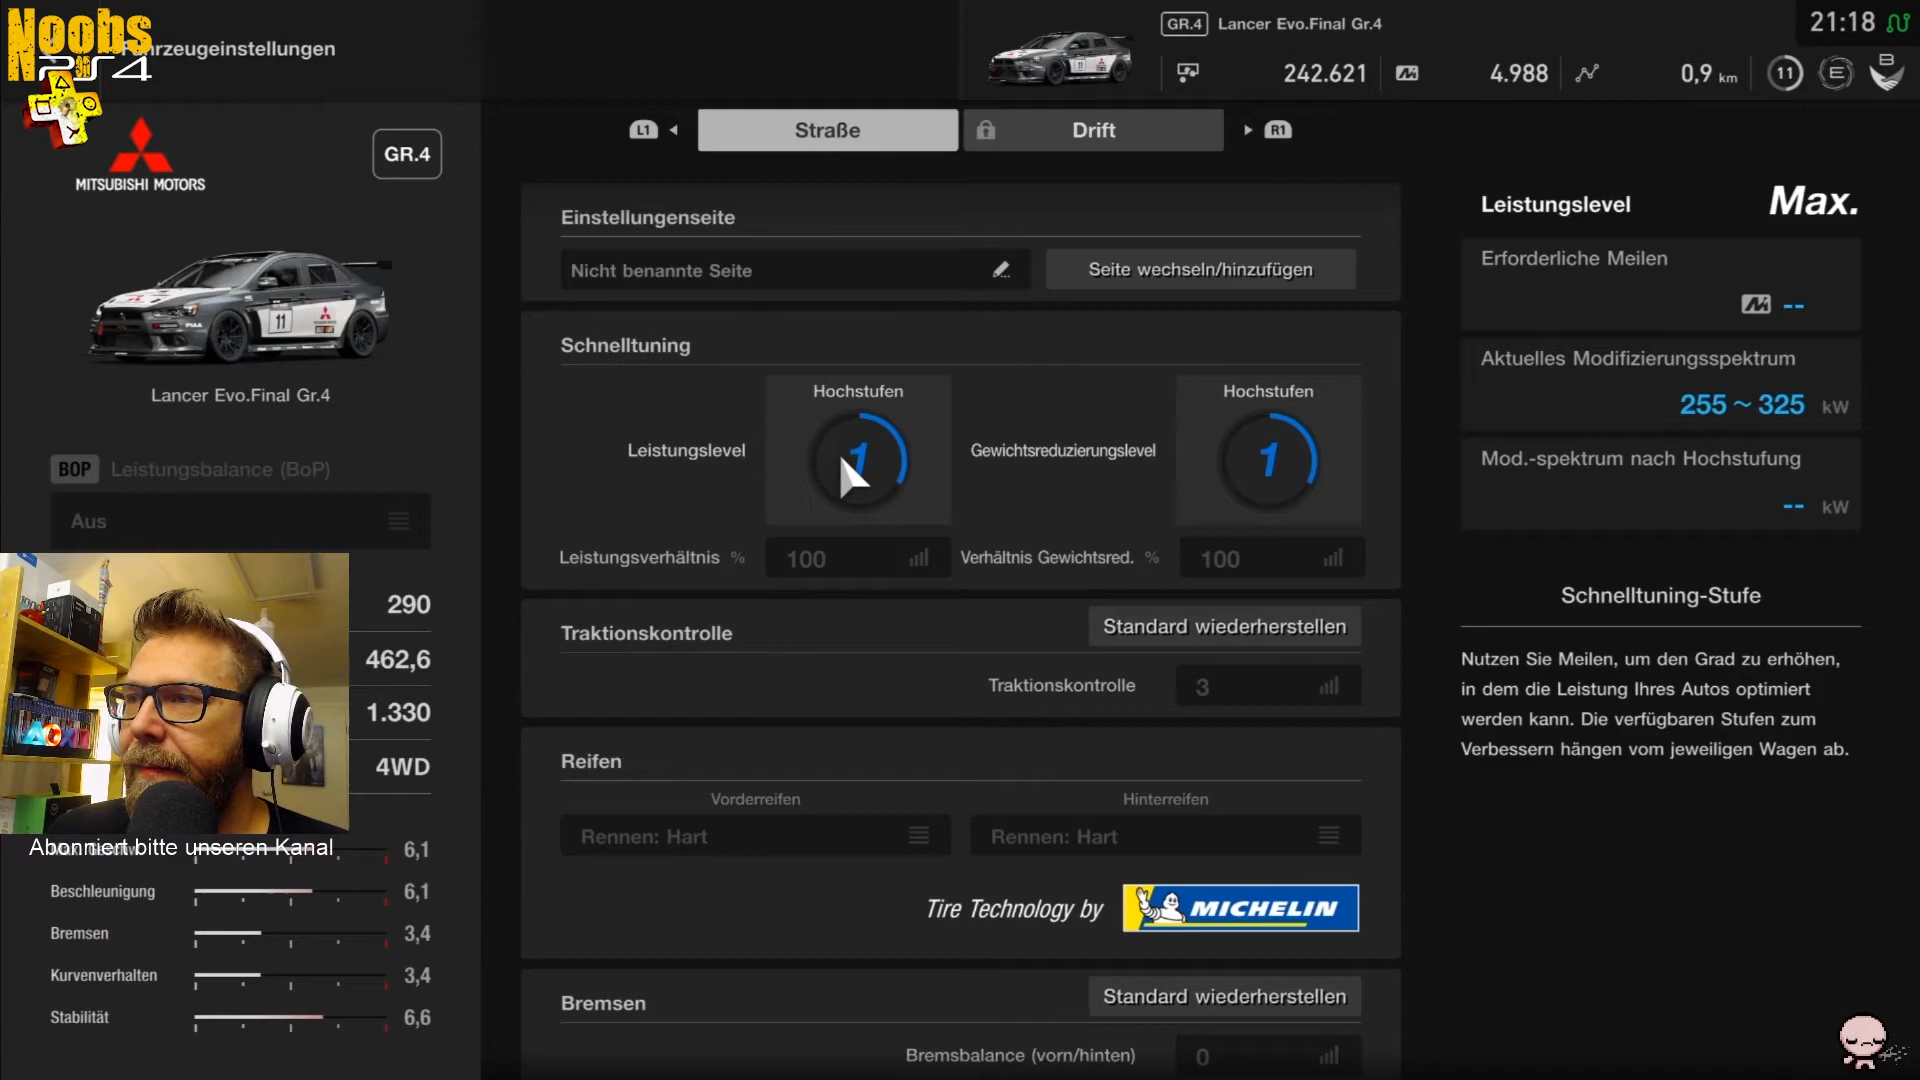 Noobs
PS4
Fahrzeugeinstellungen
GR.4 Lancer Evo.Final Gr.4
242.621
4.988
0,9 km
11
E
B
21:18
MITSUBISHI MOTORS
GR.4
11
Lancer Evo.Final Gr.4
BOP Leistungsbalance (BoP)
Aus
290
462,6
1.330
4WD
Abonniert bitte unseren Kanal
6,1
Beschleunigung 6,1
Bremsen 3,4
Kurvenverhalten 3,4
Stabilität 6,6
L1 Straße Drift R1
Einstellungenseite
Nicht benannte Seite Seite wechseln/hinzufügen
Schnelltuning
Hochstufen Hochstufen
Leistungslevel 1 Gewichtsreduzierungslevel 1
Leistungsverhältnis % 100 Verhältnis Gewichtsred. % 100
Traktionskontrolle Standard wiederherstellen
Traktionskontrolle 3
Reifen
Vorderreifen Hinterreifen
Rennen: Hart Rennen: Hart
Tire Technology by MICHELIN
Bremsen Standard wiederherstellen
Bremsbalance (vorn/hinten) 0
Leistungslevel Max.
Erforderliche Meilen
--
Aktuelles Modifizierungsspektrum
255 ~ 325 kW
Mod.-spektrum nach Hochstufung
-- kW
Schnelltuning-Stufe
Nutzen Sie Meilen, um den Grad zu erhöhen,
in dem die Leistung Ihres Autos optimiert
werden kann. Die verfügbaren Stufen zum
Verbessern hängen vom jeweiligen Wagen ab.